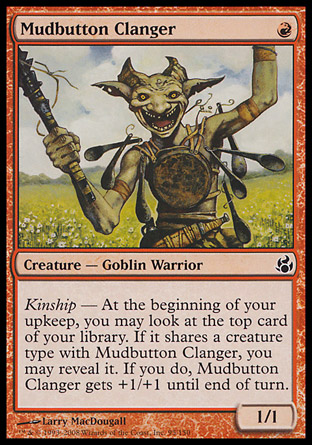 Mudbutton Clanger
Creature — Goblin Warrior
Kinship — At the beginning of your
upkeep, you may look at the top card
of your library. If it shares a creature
type with Mudbutton Clanger, you
may reveal it. If you do, Mudbutton
Clanger gets +1/+1 until end of turn.
Larry MacDougall
1/1